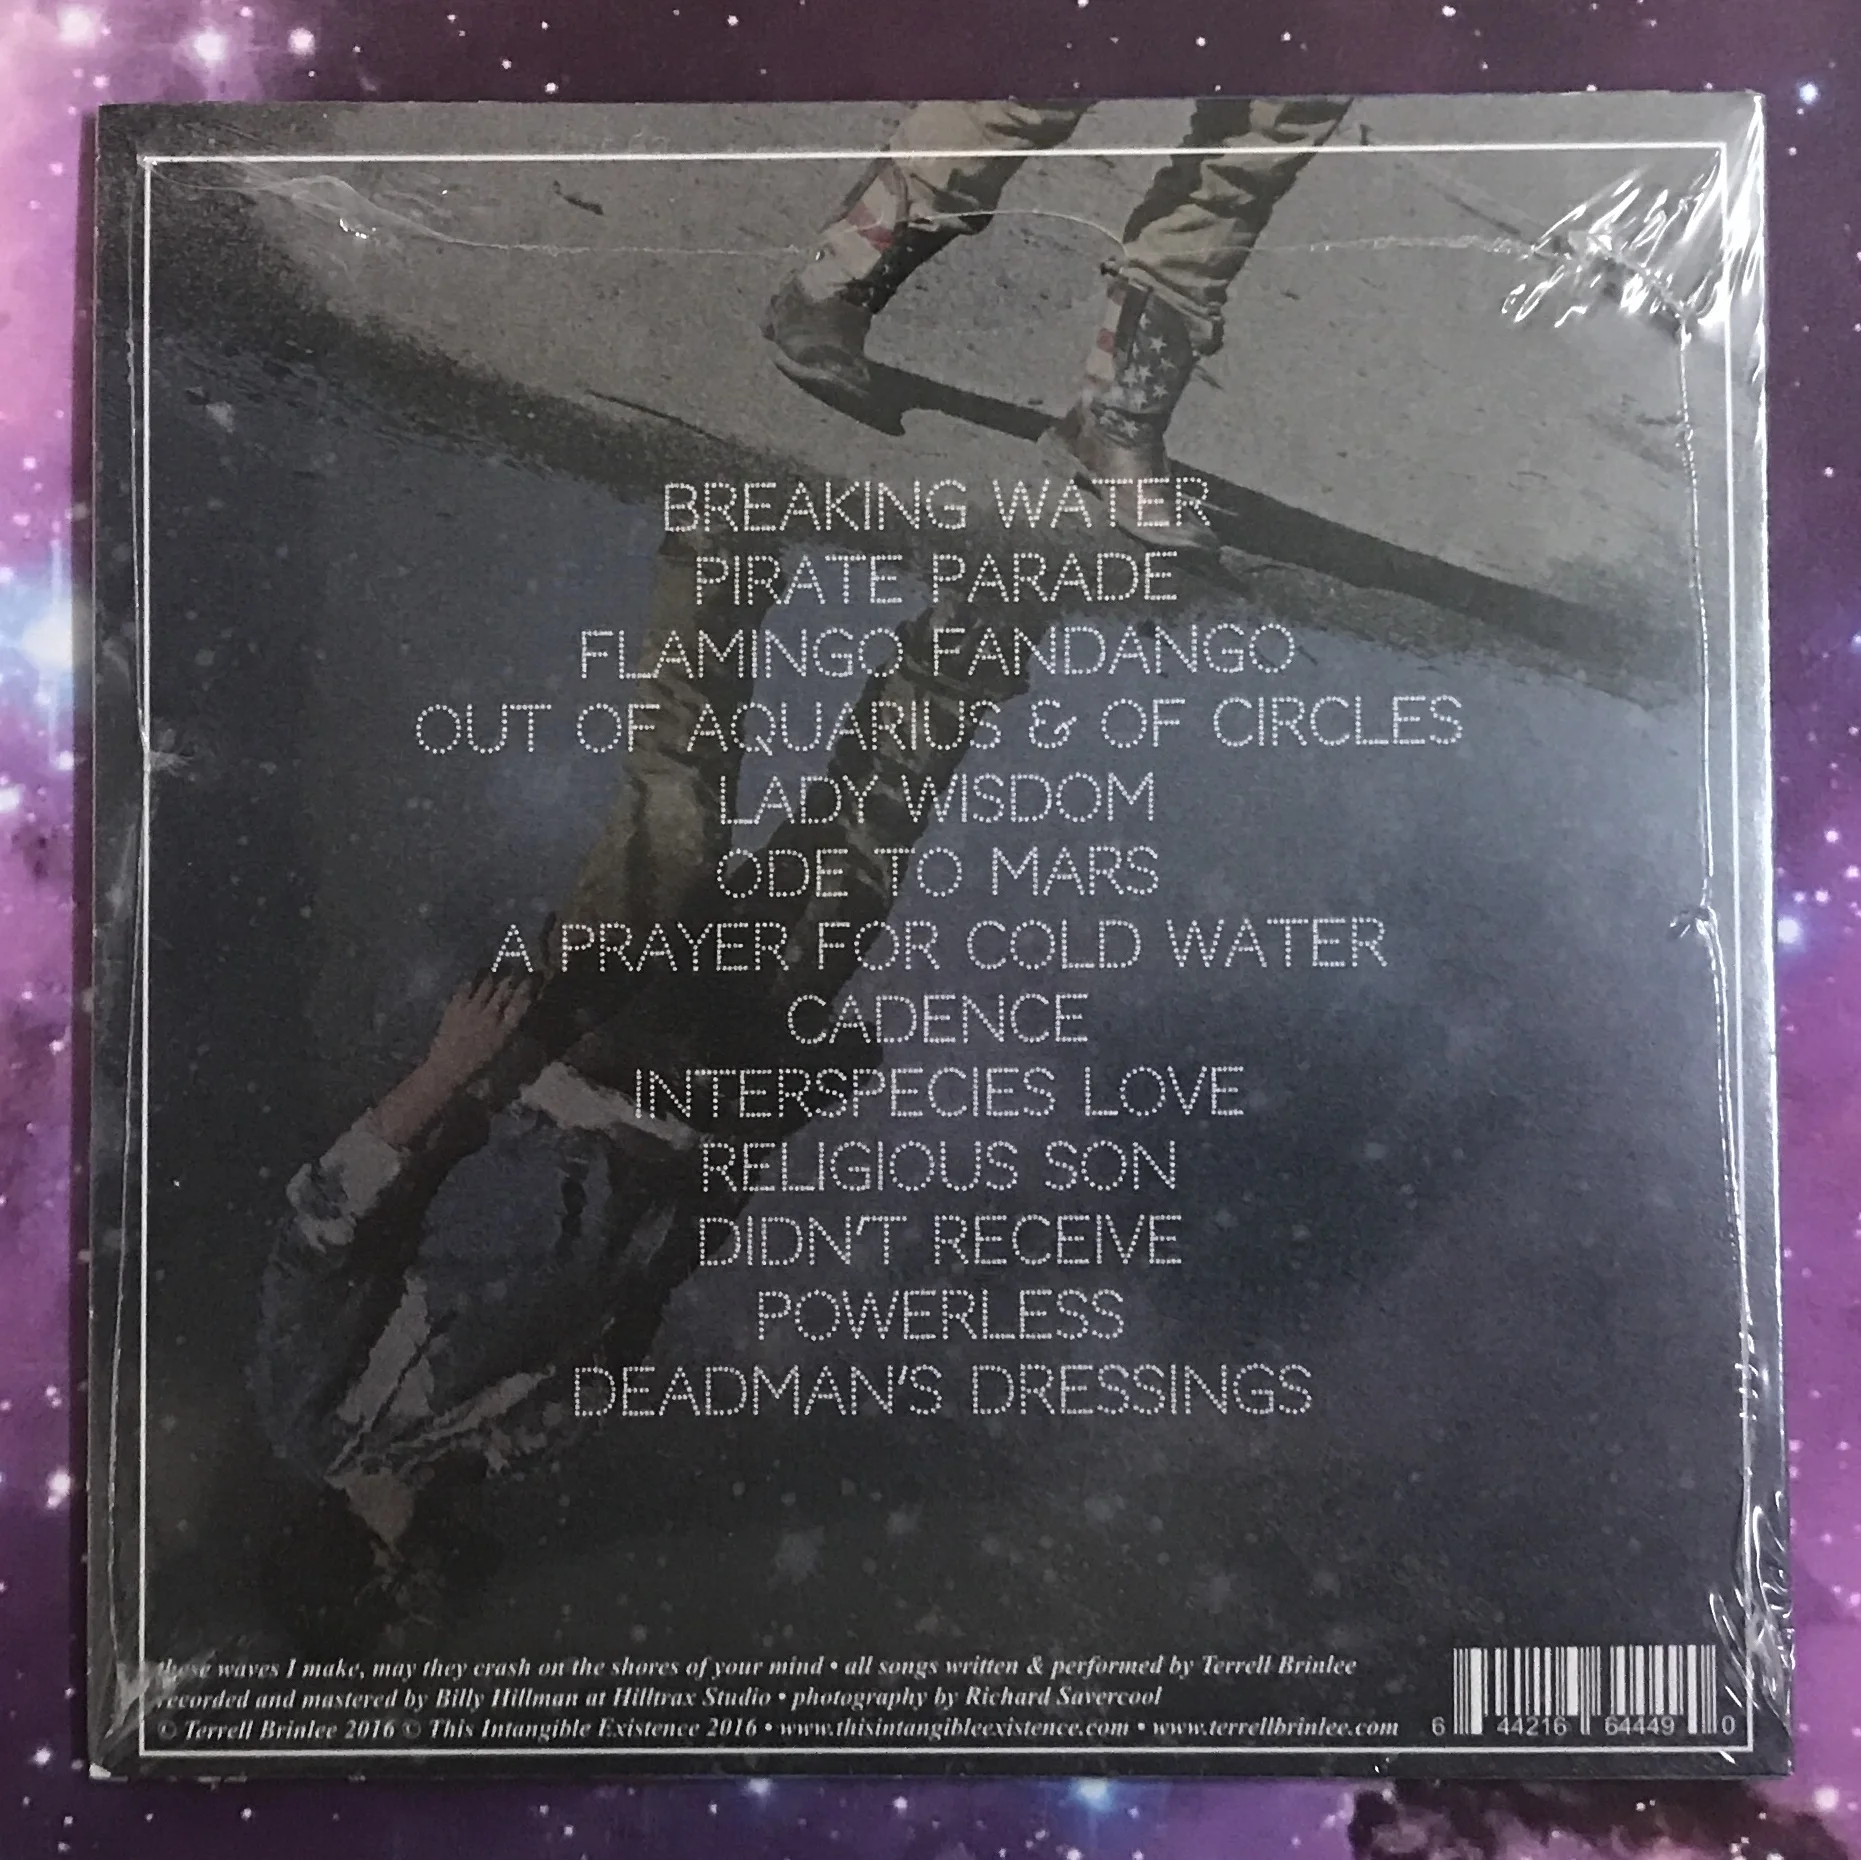 BREAKING WATER
PIRATE PARADE
FLAMINGO FANDANGO
OUT OF AQUARIUS & OF CIRCLES
LADY WISDOM
ODE TO MARS
A PRAYER FOR COLD WATER
CADENCE
INTERSPECIES LOVE
RELIGIOUS SON
DIDN'T RECEIVE
POWERLESS
DEADMAN'S DRESSINGS
these waves I make, may they crash on the shores of your mind • all songs written & performed by Terrell Brinlee
recorded and mastered by Billy Hillman at Hilltrax Studio • photography by Richard Savercool
© Terrell Brinlee 2016 © This Intangible Existence 2016 • www.thisintangibleexistence.com • www.terrellbrinlee.com
6 44216 64449 0